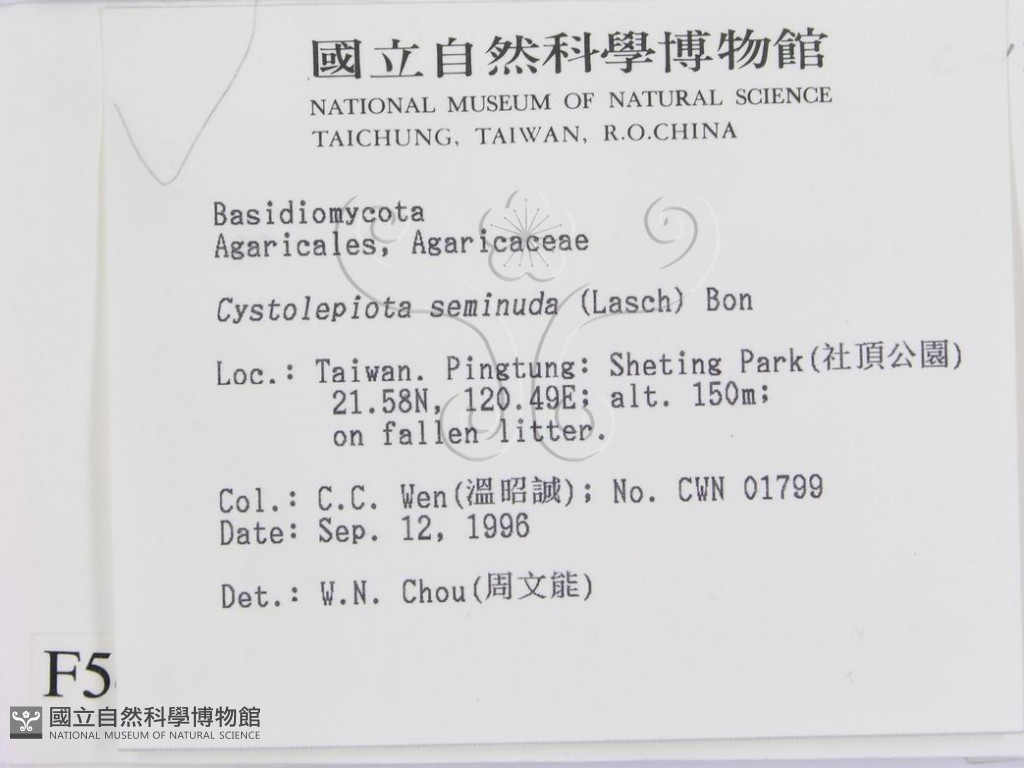 國立自然科學博物館
NATIONAL MUSEUM OF NATURAL SCIENCE
TAICHUNG, TAIWAN, R.O.CHINA
Basidiomycota
Agaricales, Agaricaceae
Cystolepiota seminuda (Lasch) Bon
Loc.: Taiwan. Pingtung: Sheting Park(社頂公園)
21.58N, 120.49E; alt. 150m;
on fallen litter.
Col.: C.C. Wen(溫昭誠); No. CWN 01799
Date: Sep. 12, 1996
Det.: W.N. Chou(周文能)
F5
國立自然科學博物館
NATIONAL MUSEUM OF NATURAL SCIENCE